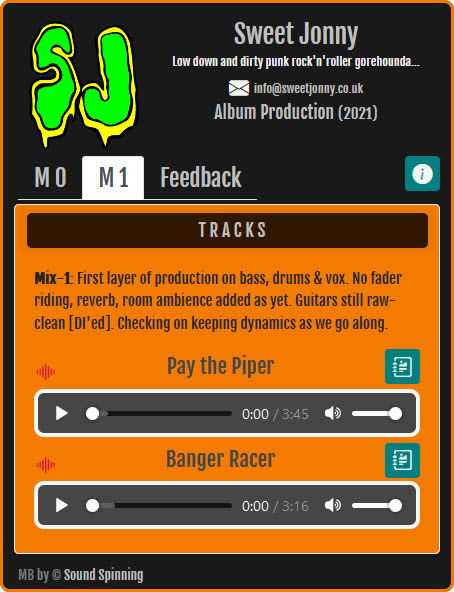 SJ
Sweet Jonny
Low down and dirty punk rock'n'roller gorehounda...
info@sweetjonny.co.uk
Album Production (2021)
M 0 M 1 Feedback
i
TRACKS
Mix-1: First layer of production on bass, drums & vox. No fader
riding, reverb, room ambience added as yet. Guitars still raw-
clean [DI'ed]. Checking on keeping dynamics as we go along.
Pay the Piper
0:00 / 3:45
Banger Racer
0:00 / 3:16
MB by © Sound Spinning